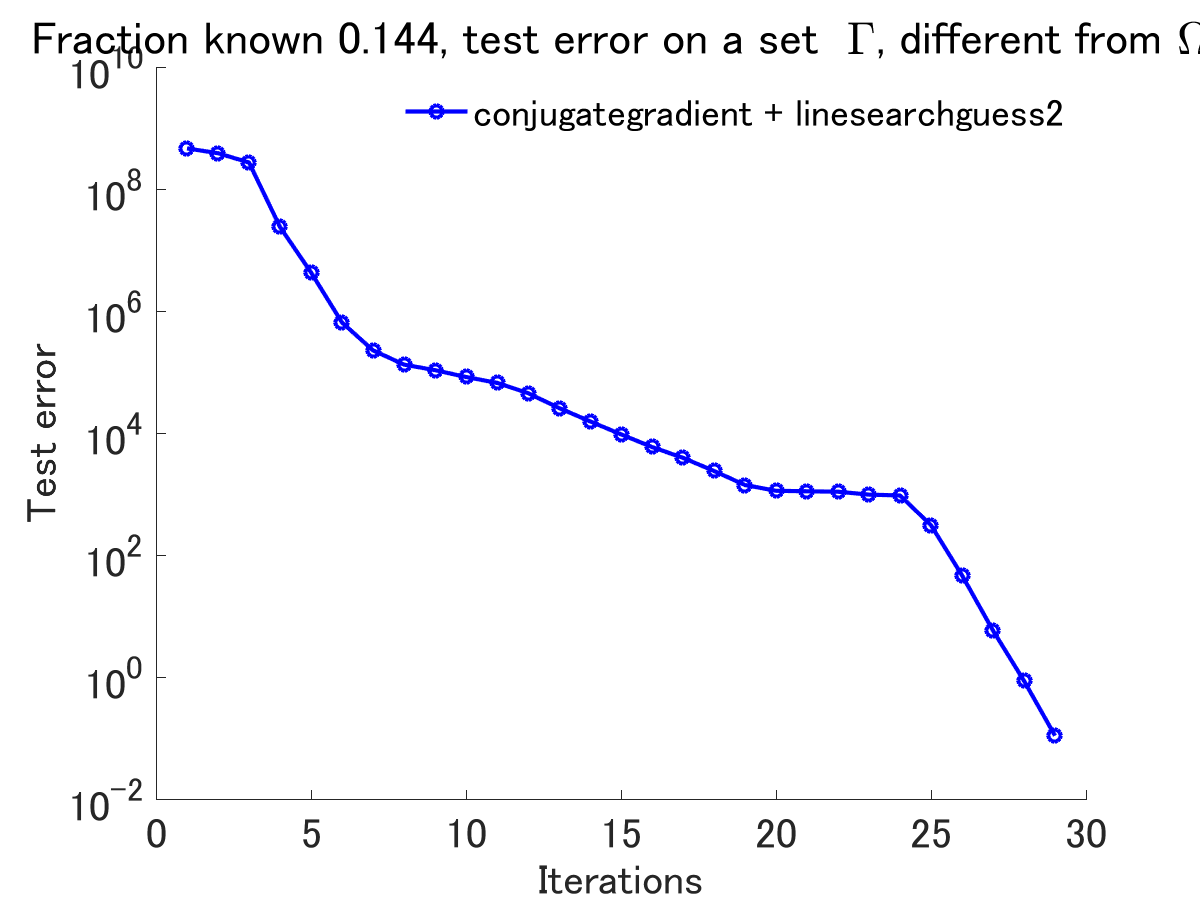 Fraction known 0.144, test error on a set Γ, different from Ω
conjugategradient + linesearchguess2
10^10
10^8
10^6
10^4
10^2
10^0
10^-2
Test error
0 5 10 15 20 25 30
Iterations